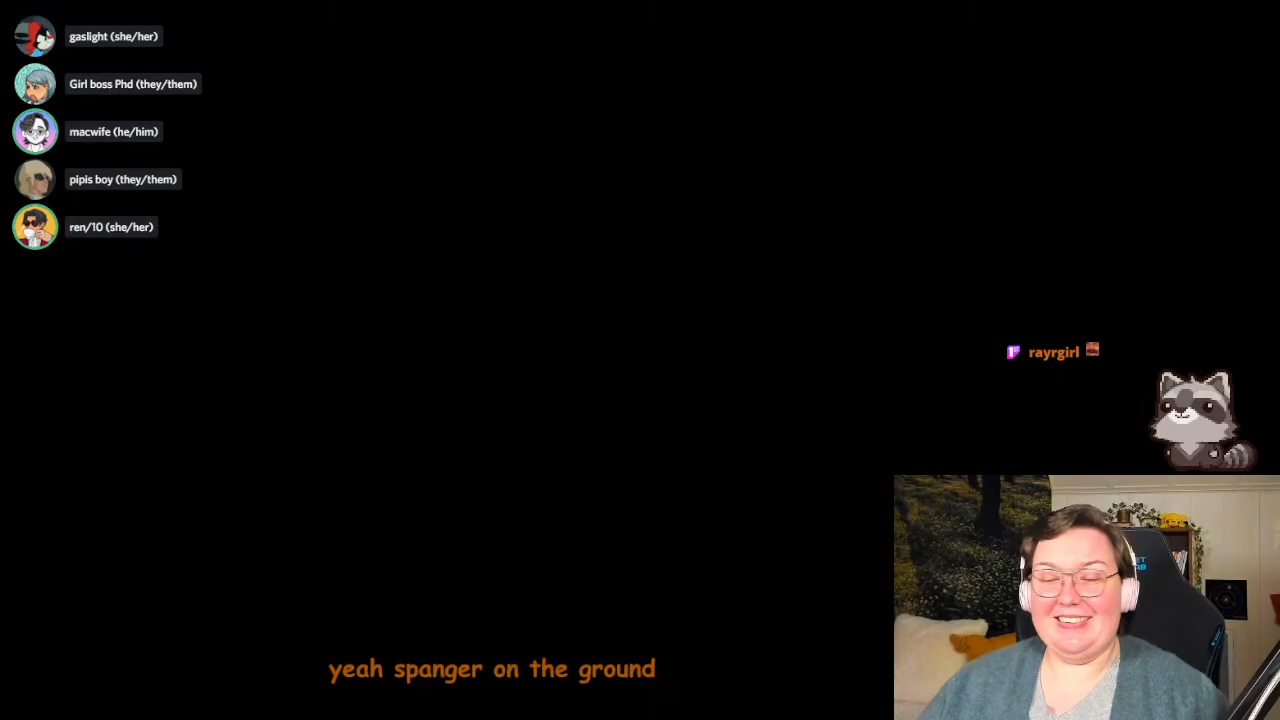 gaslight (she/her)
Girl boss Phd (they/them)
macwife (he/him)
pipis boy (they/them)
ren/10 (she/her)
rayrgirl
yeah spanger on the ground